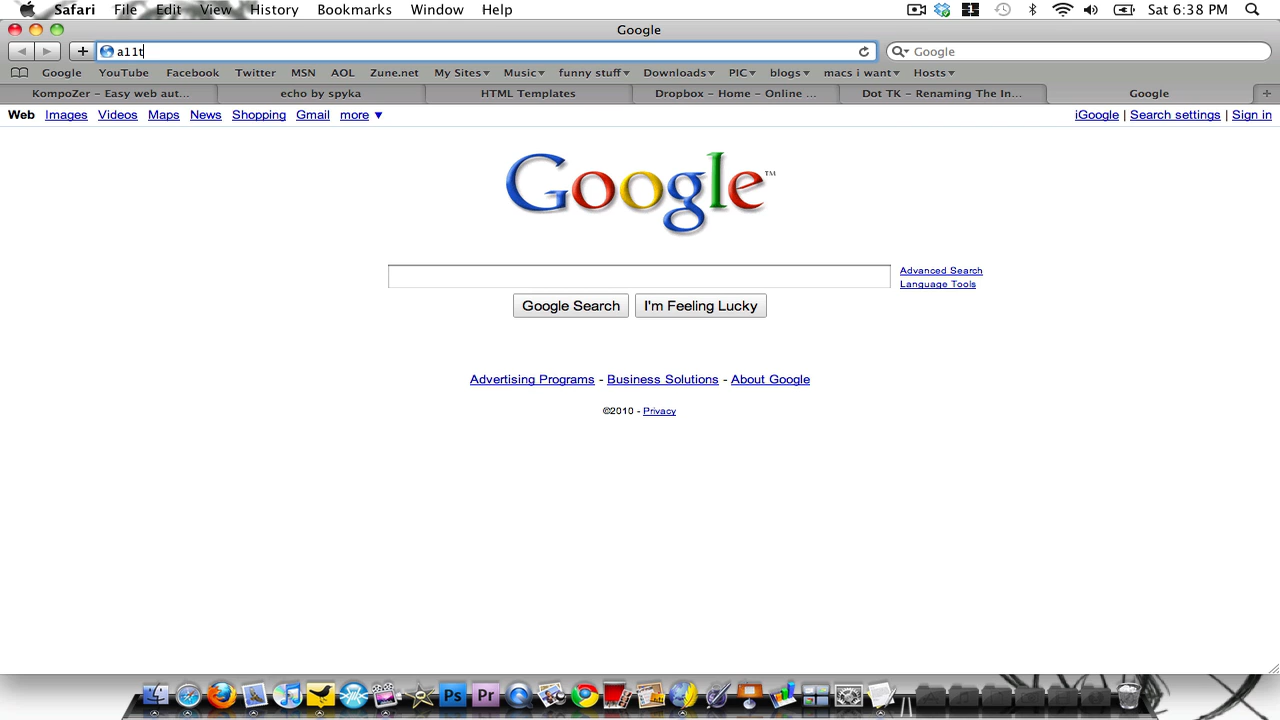 Safari File Edit View History Bookmarks Window Help Sat 6:38 PM
Google
a11t Google
Google YouTube Facebook Twitter MSN AOL Zune.net My Sites Music funny stuff Downloads PIC blogs macs i want Hosts
KompoZer – Easy web aut... echo by spyka HTML Templates Dropbox – Home – Online ... Dot TK – Renaming The In... Google
Web Images Videos Maps News Shopping Gmail more iGoogle | Search settings | Sign in
Google™
Advanced Search
Language Tools
Google Search I'm Feeling Lucky
Advertising Programs - Business Solutions - About Google
©2010 - Privacy
Ps Pr